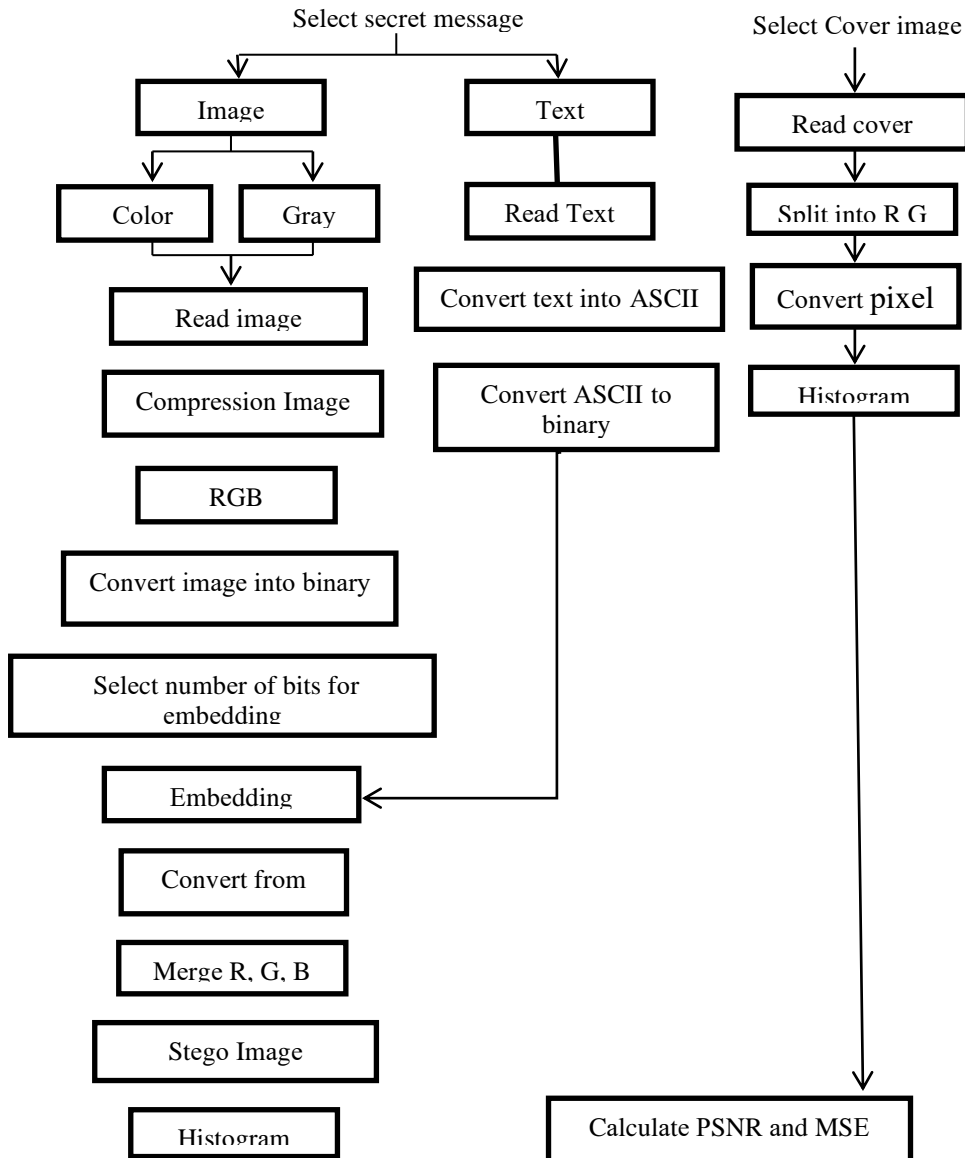 Select secret message
Select Cover image
Image
Text
Read cover
Color
Gray
Read Text
Split into R G
Read image
Convert text into ASCII
Convert pixel
Compression Image
Convert ASCII to
binary
Histogram
RGB
Convert image into binary
Select number of bits for
embedding
Embedding
Convert from
Merge R, G, B
Stego Image
Histogram
Calculate PSNR and MSE